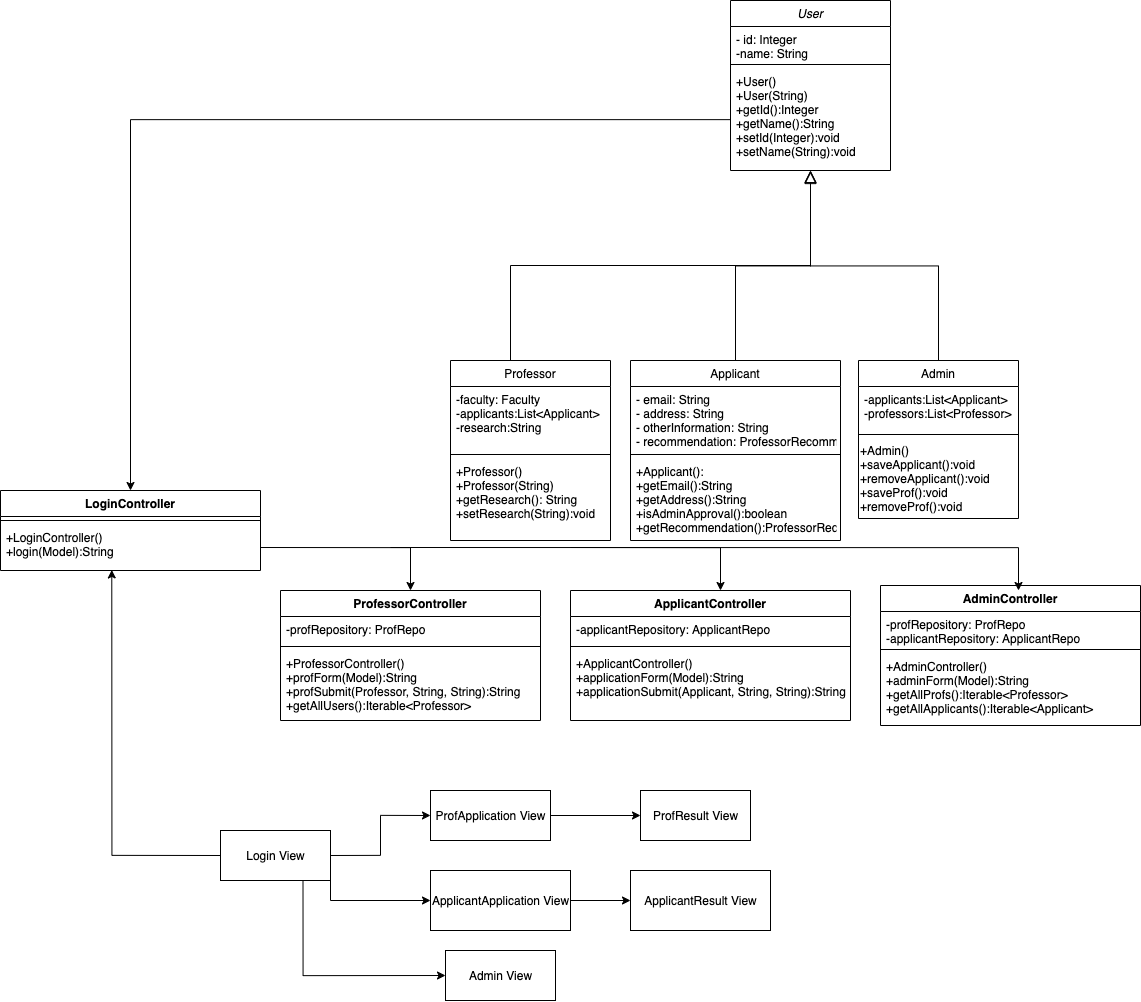 User
- id: Integer
-name: String
+User()
+User(String)
+getId():Integer
+getName():String
+setId(Integer):void
+setName(String):void
Professor
-faculty: Faculty
-applicants:List<Applicant>
-research:String
+Professor()
+Professor(String)
+getResearch(): String
+setResearch(String):void
Applicant
- email: String
- address: String
- otherInformation: String
- recommendation: ProfessorRecomm
+Applicant():
+getEmail():String
+getAddress():String
+isAdminApproval():boolean
+getRecommendation():ProfessorRec
Admin
-applicants:List<Applicant>
-professors:List<Professor>
+Admin()
+saveApplicant():void
+removeApplicant():void
+saveProf():void
+removeProf():void
LoginController
+LoginController()
+login(Model):String
ProfessorController
-profRepository: ProfRepo
+ProfessorController()
+profForm(Model):String
+profSubmit(Professor, String, String):String
+getAllUsers():Iterable<Professor>
ApplicantController
-applicantRepository: ApplicantRepo
+ApplicantController()
+applicationForm(Model):String
+applicationSubmit(Applicant, String, String):String
AdminController
-profRepository: ProfRepo
-applicantRepository: ApplicantRepo
+AdminController()
+adminForm(Model):String
+getAllProfs():Iterable<Professor>
+getAllApplicants():Iterable<Applicant>
ProfApplication View
ProfResult View
Login View
ApplicantApplication View
ApplicantResult View
Admin View